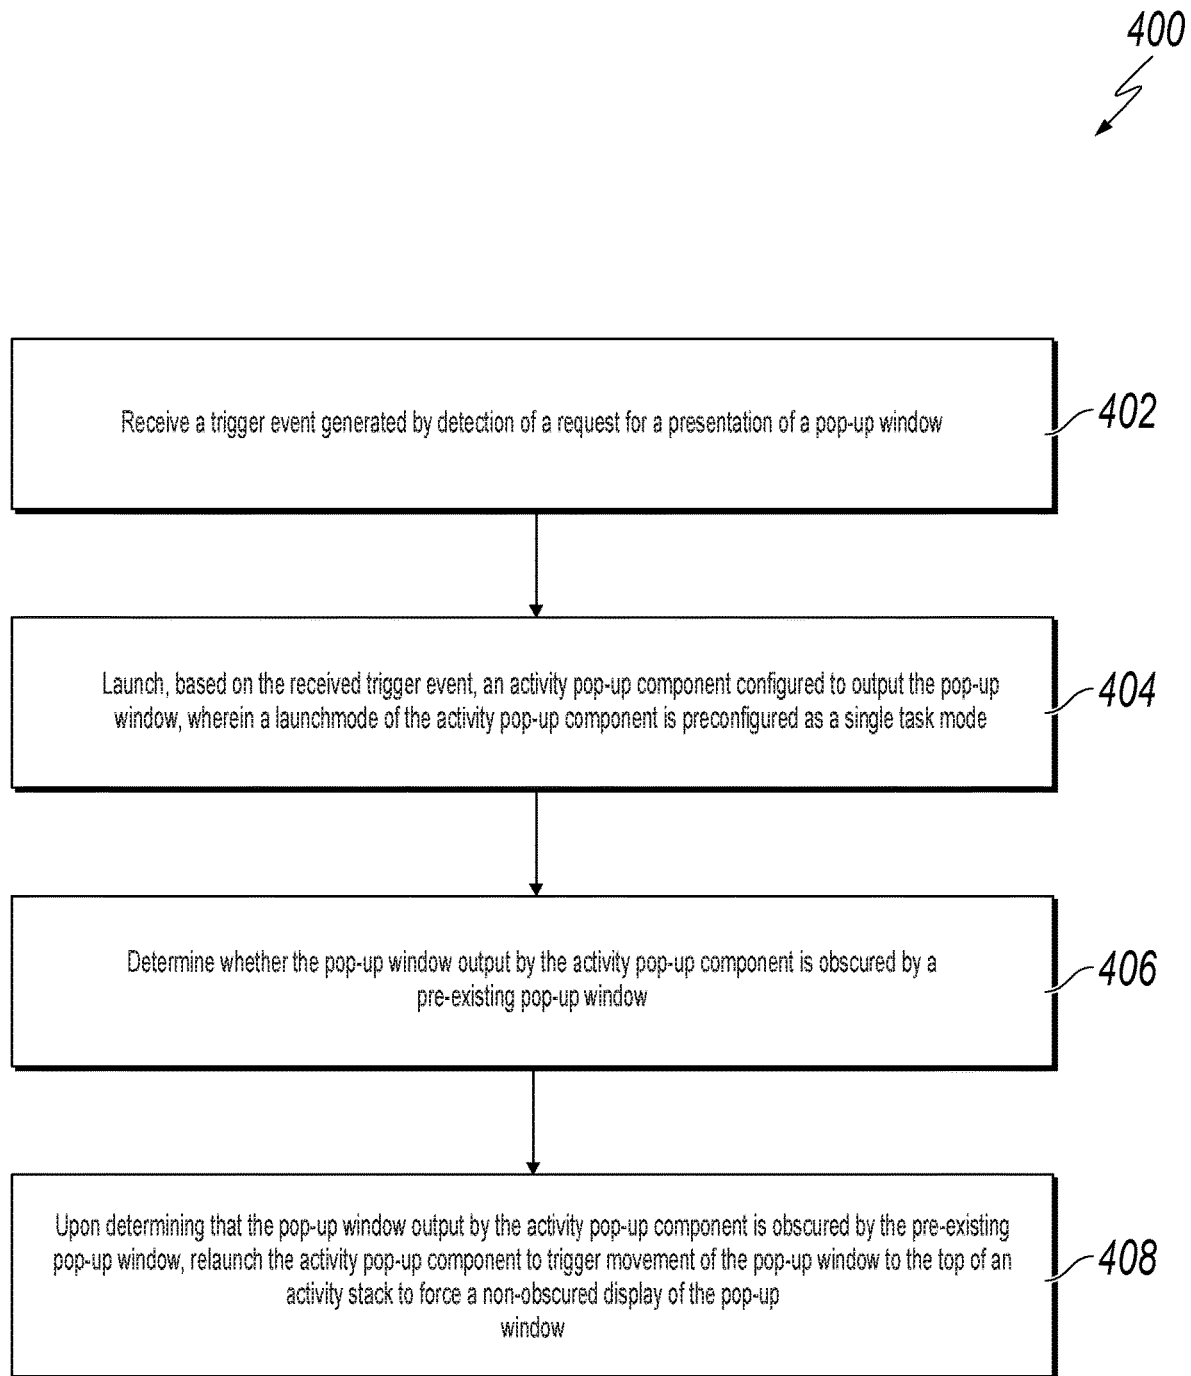 400
Receive a trigger event generated by detection of a request for a presentation of a pop-up window
402
Launch, based on the received trigger event, an activity pop-up component configured to output the pop-up
window, wherein a launchmode of the activity pop-up component is preconfigured as a single task mode
404
Determine whether the pop-up window output by the activity pop-up component is obscured by a
pre-existing pop-up window
406
Upon determining that the pop-up window output by the activity pop-up component is obscured by the pre-existing
pop-up window, relaunch the activity pop-up component to trigger movement of the pop-up window to the top of an
activity stack to force a non-obscured display of the pop-up
window
408